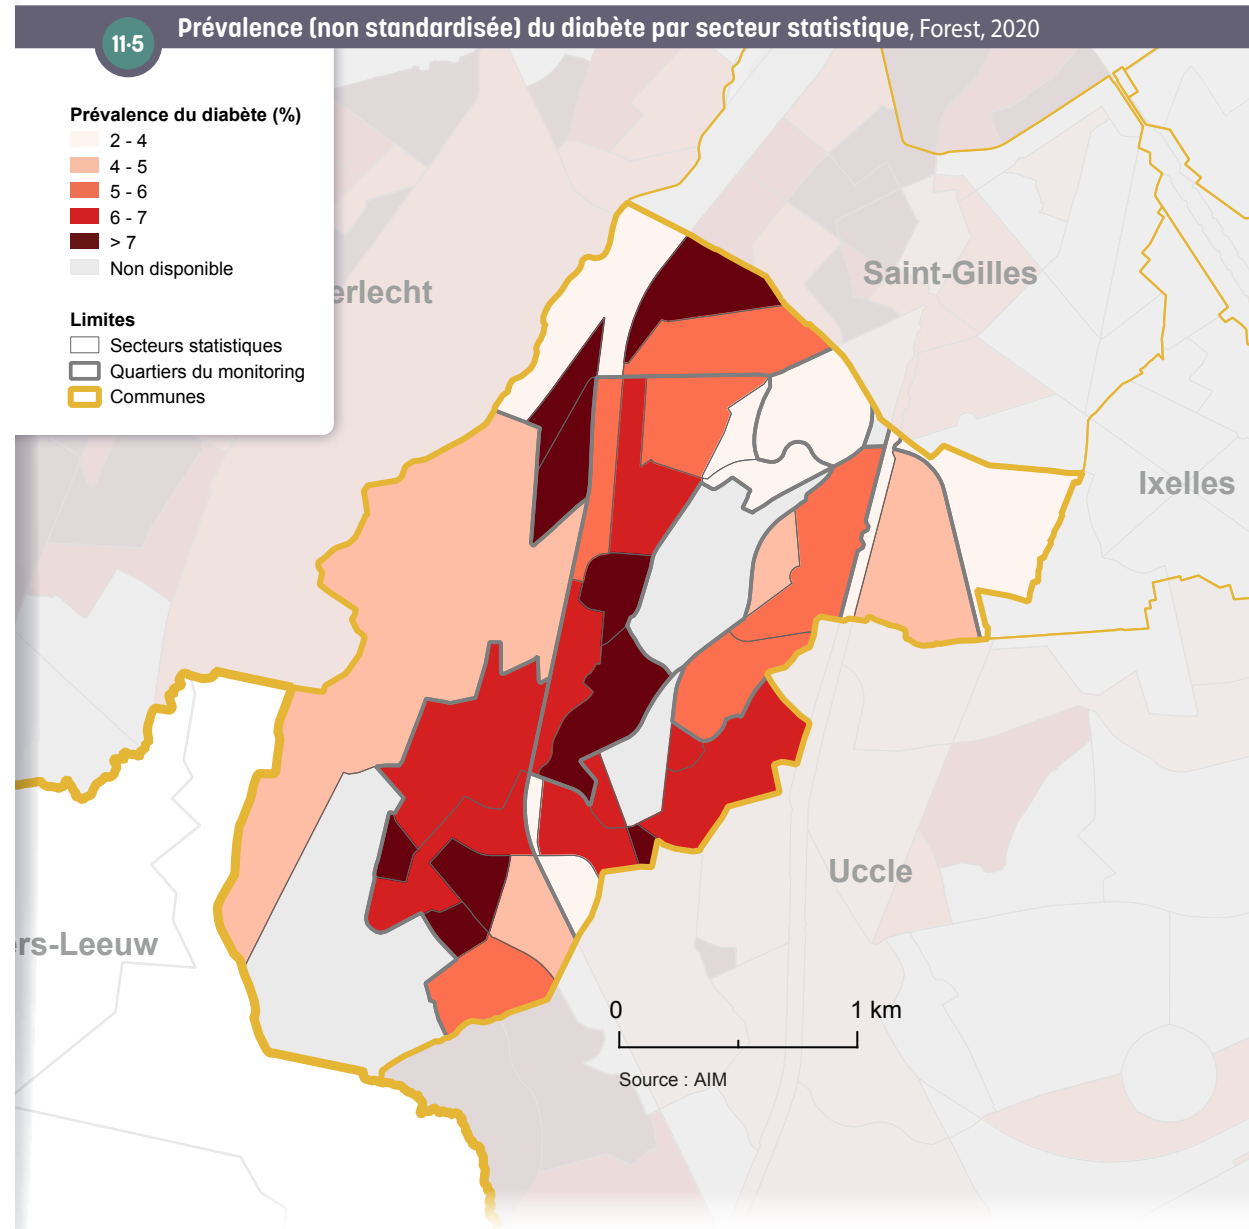 11·5
Prévalence (non standardisée) du diabète par secteur statistique, Forest, 2020
Prévalence du diabète (%)
2 - 4
4 - 5
5 - 6
6 - 7
> 7
Non disponible
Limites
Secteurs statistiques
Quartiers du monitoring
Communes
erlecht
Saint-Gilles
Ixelles
Uccle
rs-Leeuw
0 1 km
Source : AIM